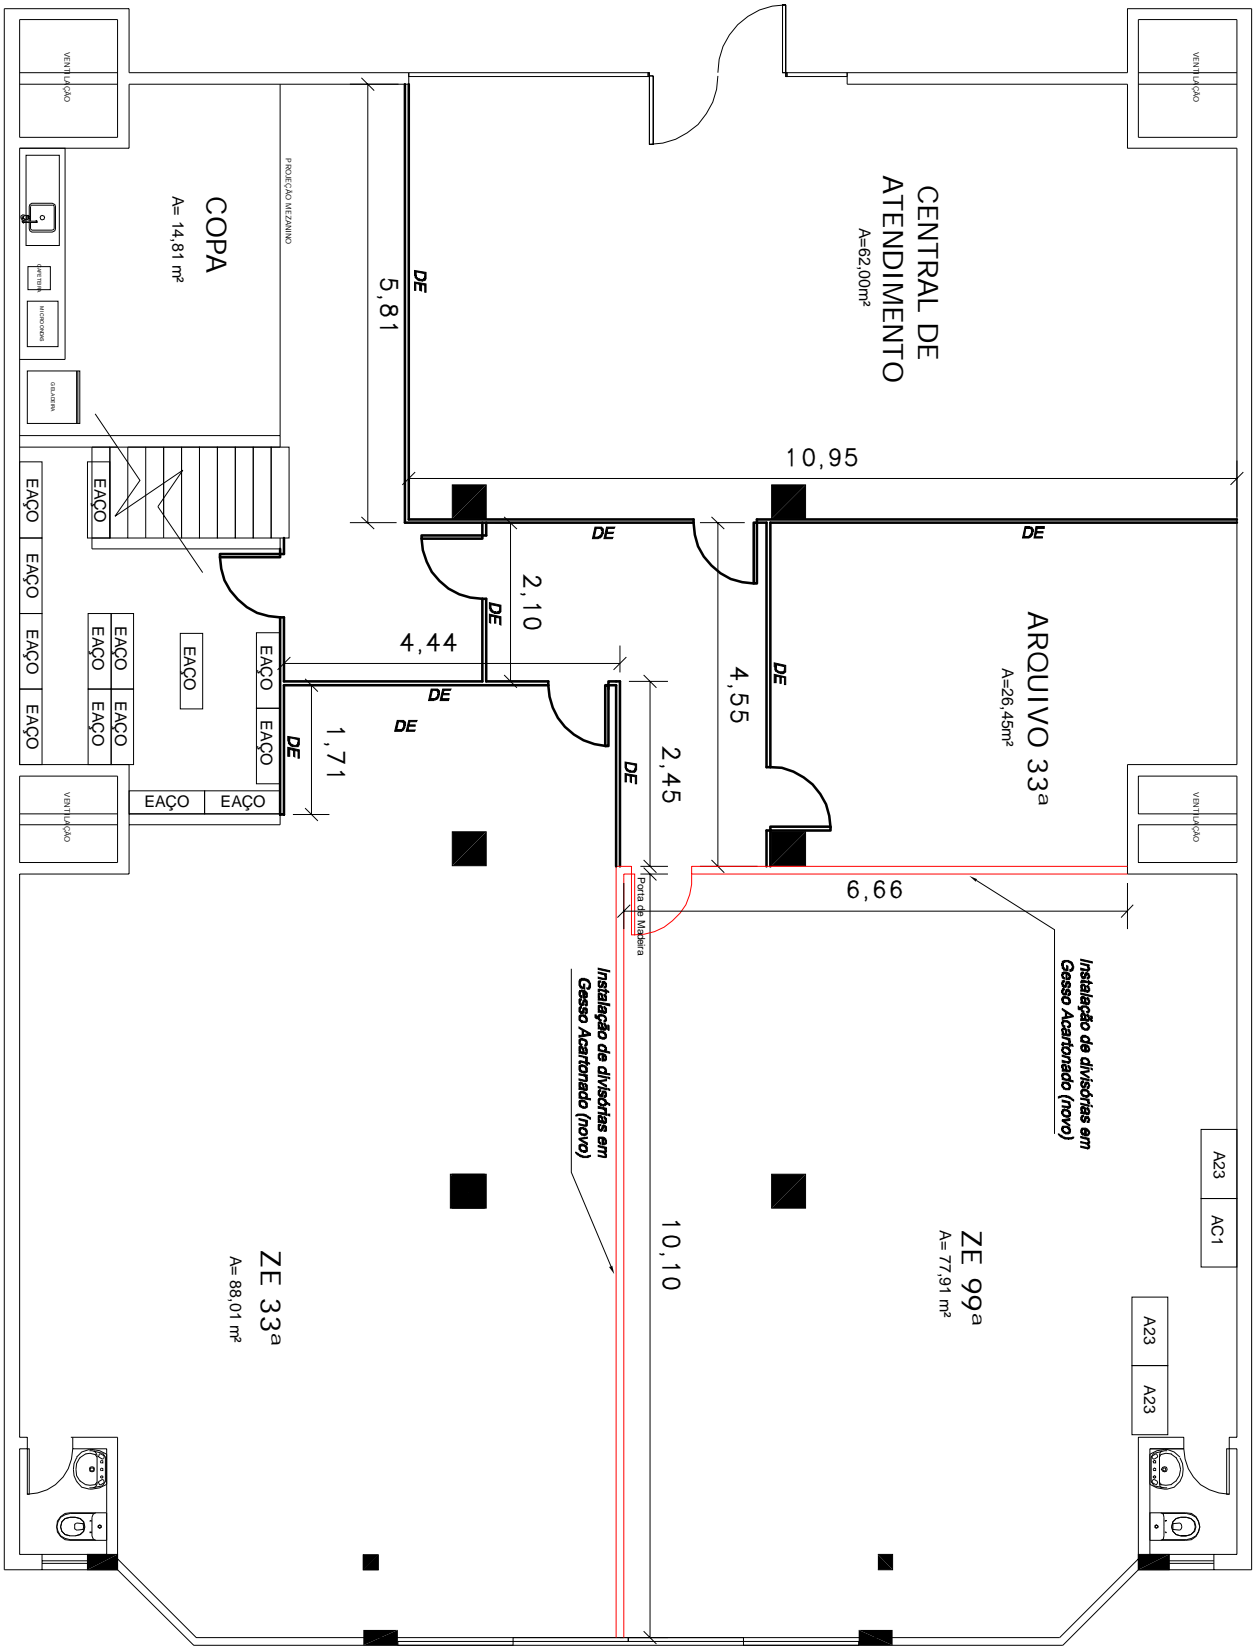 VENTILAÇÃO
VENTILAÇÃO
PROJEÇÃO MEZANINO
COPA
A= 14,81 m²
CAFETEIRA
MICROONDAS
GELADEIRA
CENTRAL DE
ATENDIMENTO
A=62,00m²
DE
5,81
10,95
DE
DE
EAÇO
EAÇO
EAÇO
EAÇO
EAÇO
EAÇO
EAÇO
EAÇO
EAÇO
EAÇO
EAÇO
EAÇO
EAÇO
EAÇO
2,10
DE
4,44
DE
DE
DE
1,71
4,55
DE
2,45
DE
ARQUIVO 33ª
A=26,45m²
VENTILAÇÃO
VENTILAÇÃO
6,66
Porta de Madeira
Instalação de divisórias em
Gesso Acartonado (novo)
Instalação de divisórias em
Gesso Acartonado (novo)
10,10
A23
AC1
A23
A23
ZE 99ª
A= 77,91 m²
ZE 33ª
A= 88,01 m²